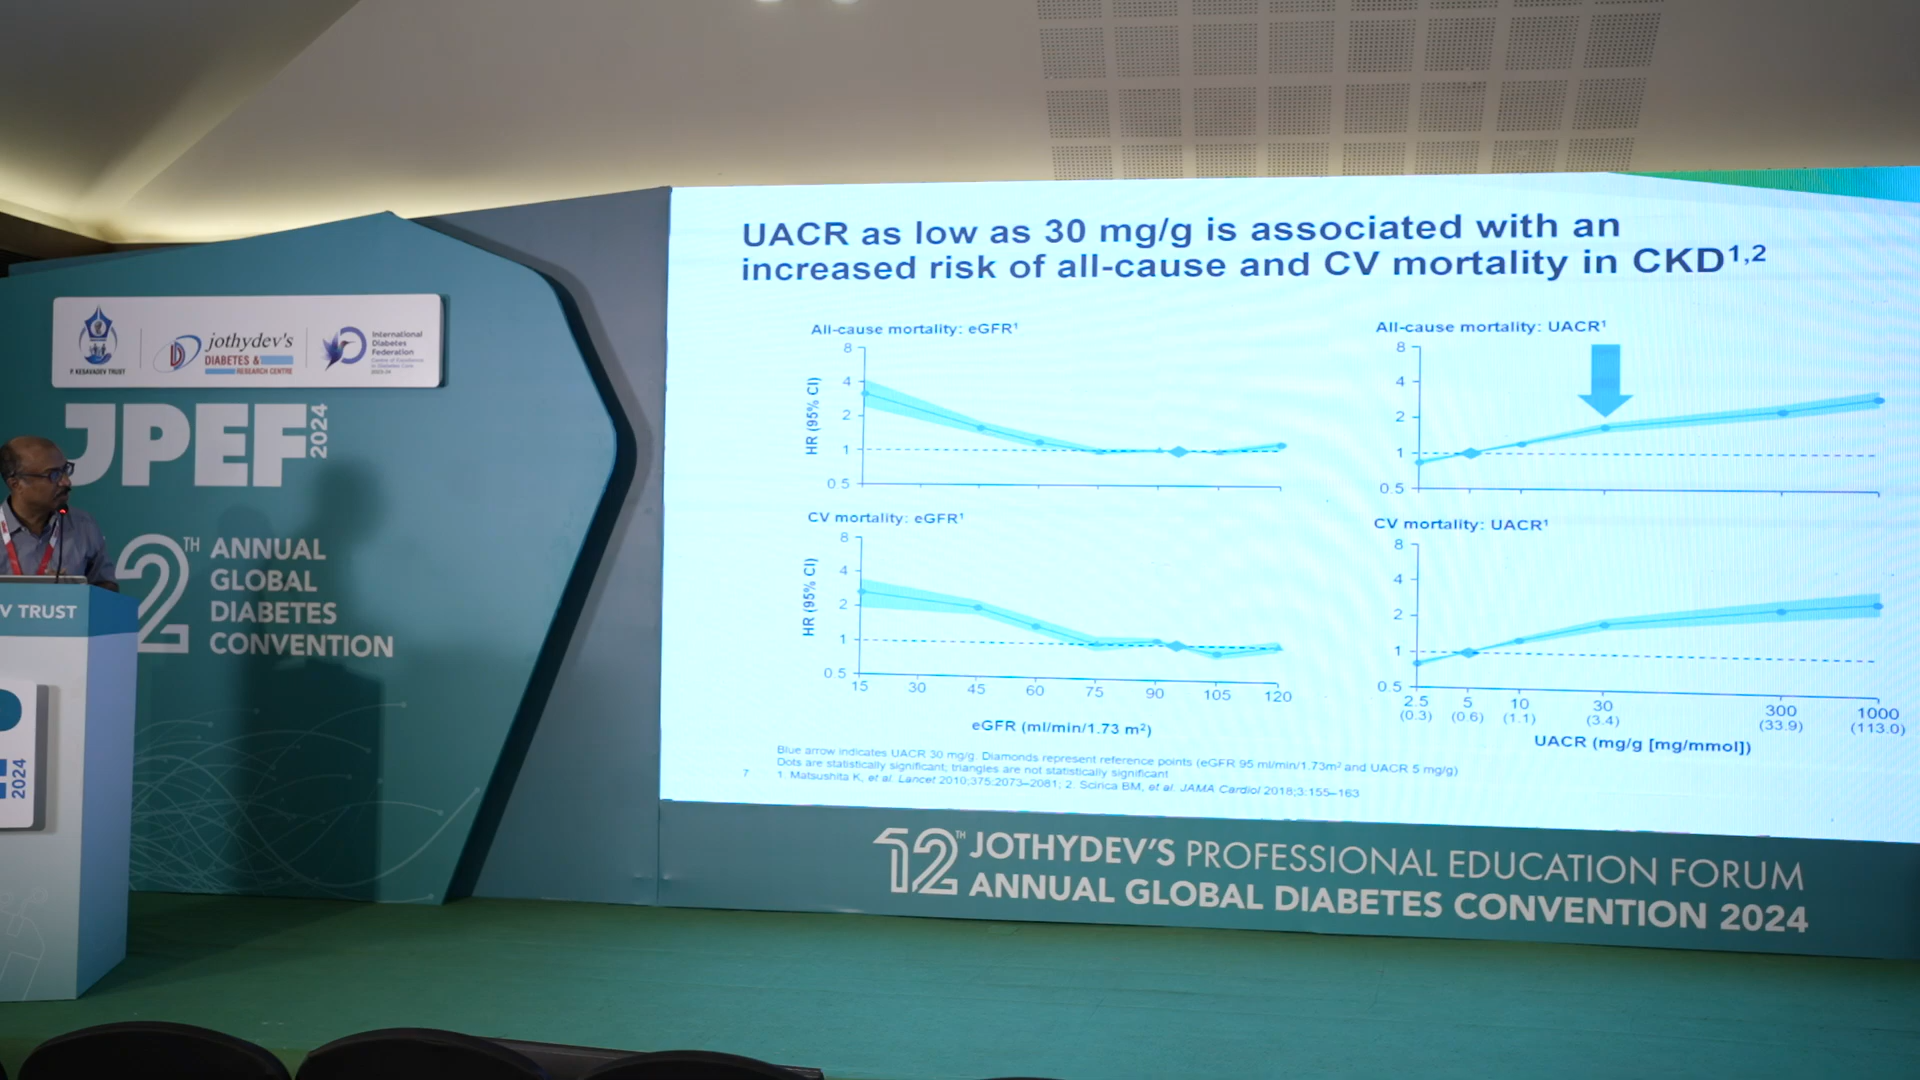 P KESAVADEV TRUST
jothydev's
DIABETES &
RESEARCH CENTRE
International
Diabetes
Federation
Centre of Excellence
in Diabetes Care
JPEF
2024
2TH
ANNUAL
GLOBAL
DIABETES
CONVENTION
V TRUST
2024
UACR as low as 30 mg/g is associated with an
increased risk of all-cause and CV mortality in CKD¹,²
All-cause mortality: eGFR¹
HR (95% CI)
8
4
2
1
0.5
All-cause mortality: UACR¹
8
4
2
1
0.5
CV mortality: eGFR¹
HR (95% CI)
8
4
2
1
0.5
15 30 45 60 75 90 105 120
eGFR (ml/min/1.73 m²)
CV mortality: UACR¹
8
4
2
1
0.5
2.5 5 10 30 300 1000
(0.3) (0.6) (1.1) (3.4) (33.9) (113.0)
UACR (mg/g [mg/mmol])
Blue arrow indicates UACR 30 mg/g. Diamonds represent reference points (eGFR 95 ml/min/1.73m² and UACR 5 mg/g)
Dots are statistically significant; triangles are not statistically significant
7 1. Matsushita K, et al. Lancet 2010;375:2073–2081; 2. Scirica BM, et al. JAMA Cardiol 2018;3:155–163
12TH JOTHYDEV'S PROFESSIONAL EDUCATION FORUM
ANNUAL GLOBAL DIABETES CONVENTION 2024